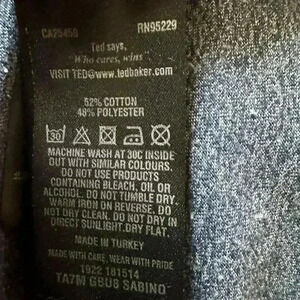 CA25450 RN95229
Ted says,
"Who cares, wins"
VISIT TED@www.tedbaker.com
52% COTTON
48% POLYESTER
30
MACHINE WASH AT 30C INSIDE
OUT WITH SIMILAR COLOURS.
DO NOT USE PRODUCTS
CONTAINING BLEACH, OIL OR
ALCOHOL. DO NOT TUMBLE DRY.
WARM IRON ON REVERSE. DO
NOT DRY CLEAN. DO NOT DRY IN
DIRECT SUNLIGHT. DRY FLAT.
MADE IN TURKEY
MADE WITH CARE, WEAR WITH PRIDE
1922 181514
TA7M GB08 SABINO